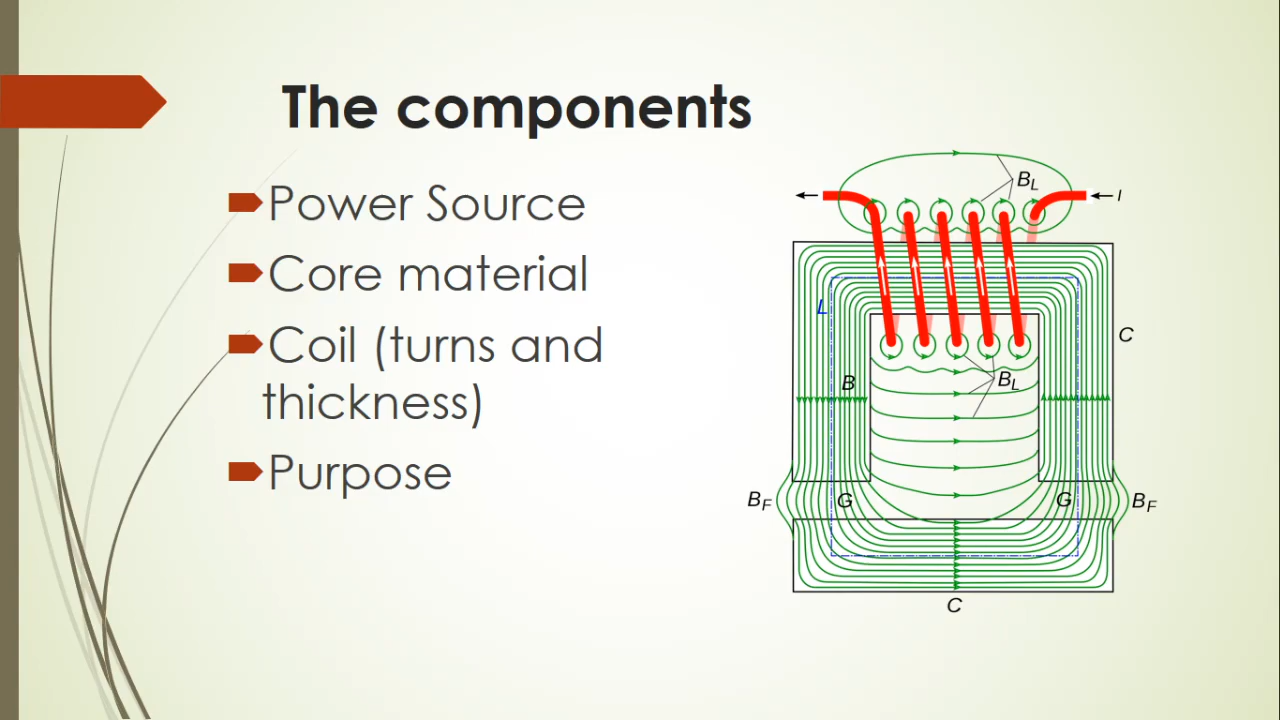 The components
Power Source
Core material
Coil (turns and
thickness)
Purpose
B_L
I
L
C
B
B_L
B_F
G
G
B_F
C